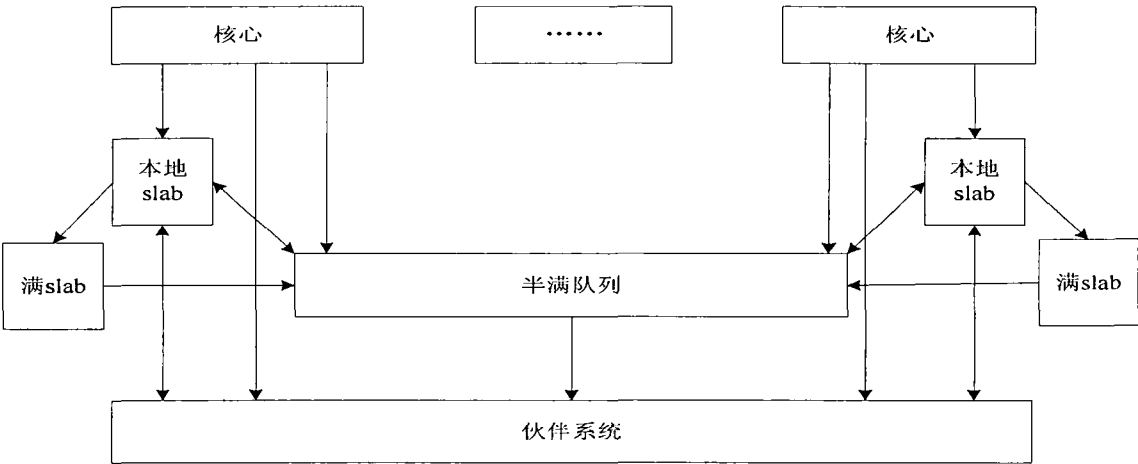 核心
……
核心
本地
slab
本地
slab
满slab
半满队列
满slab
伙伴系统